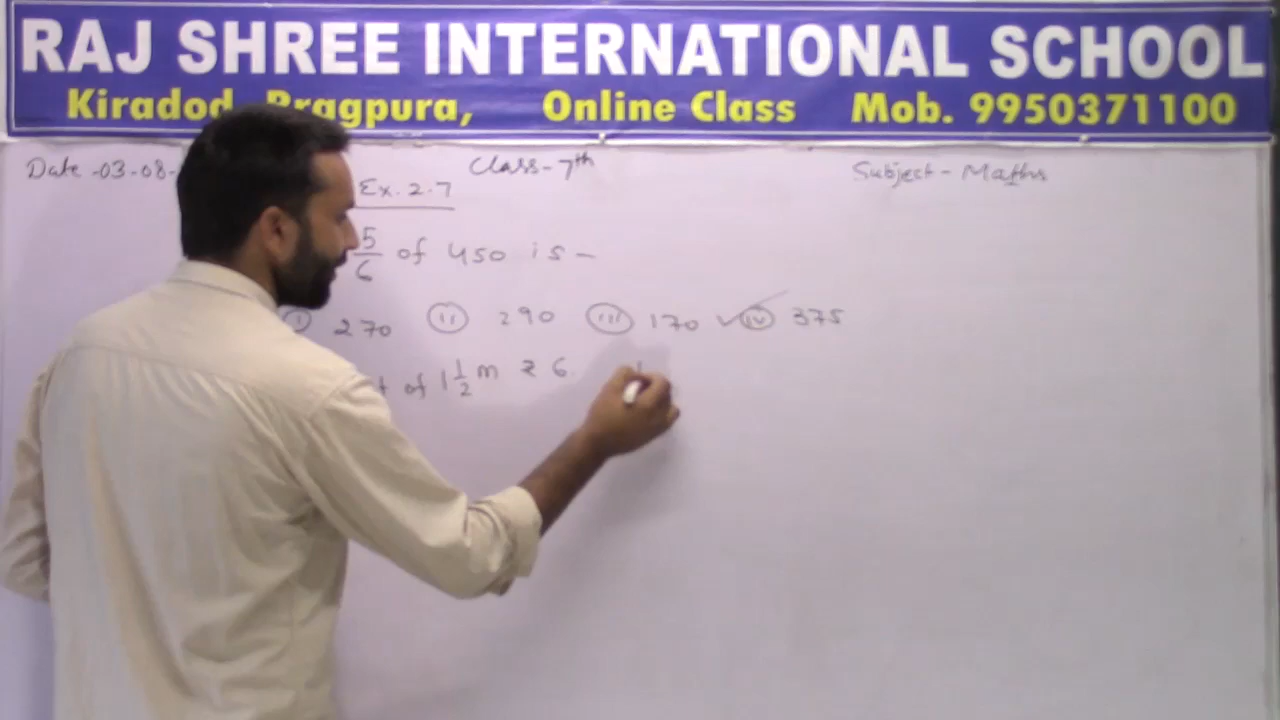 RAJ SHREE INTERNATIONAL SCHOOL
Kiradod, Bragpura, Online Class Mob. 9950371100
Date -03-08- Class-7th Subject - Maths
Ex. 2.7
5/6 of 450 is -
(i) 270 (ii) 290 (iii) 170 ✓(iv) 375
of 1 1/2 m ₹ 6